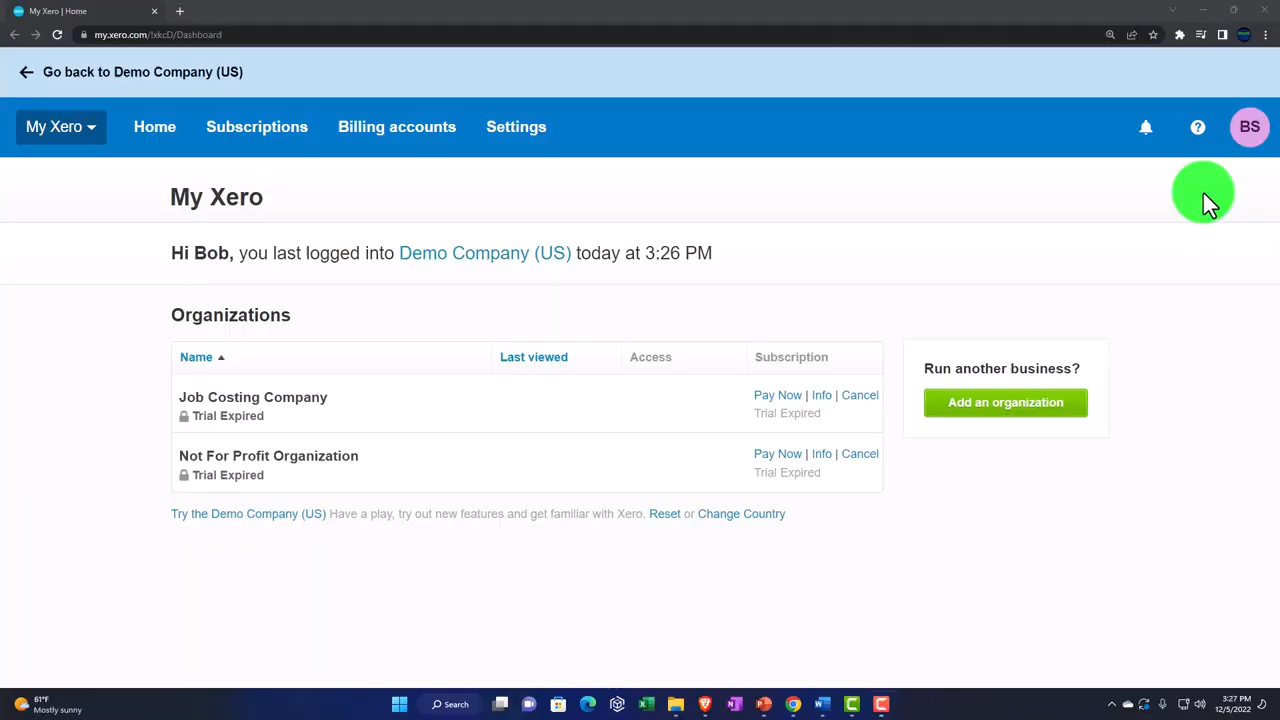 My Xero | Home
my.xero.com/!xkcD/Dashboard
Go back to Demo Company (US)
My Xero Home Subscriptions Billing accounts Settings BS
My Xero
Hi Bob, you last logged into Demo Company (US) today at 3:26 PM
Organizations
Name Last viewed Access Subscription
Job Costing Company
Trial Expired
Pay Now | Info | Cancel
Trial Expired
Not For Profit Organization
Trial Expired
Pay Now | Info | Cancel
Trial Expired
Run another business?
Add an organization
Try the Demo Company (US) Have a play, try out new features and get familiar with Xero. Reset or Change Country
61°F
Mostly sunny
Search
3:27 PM
12/5/2022